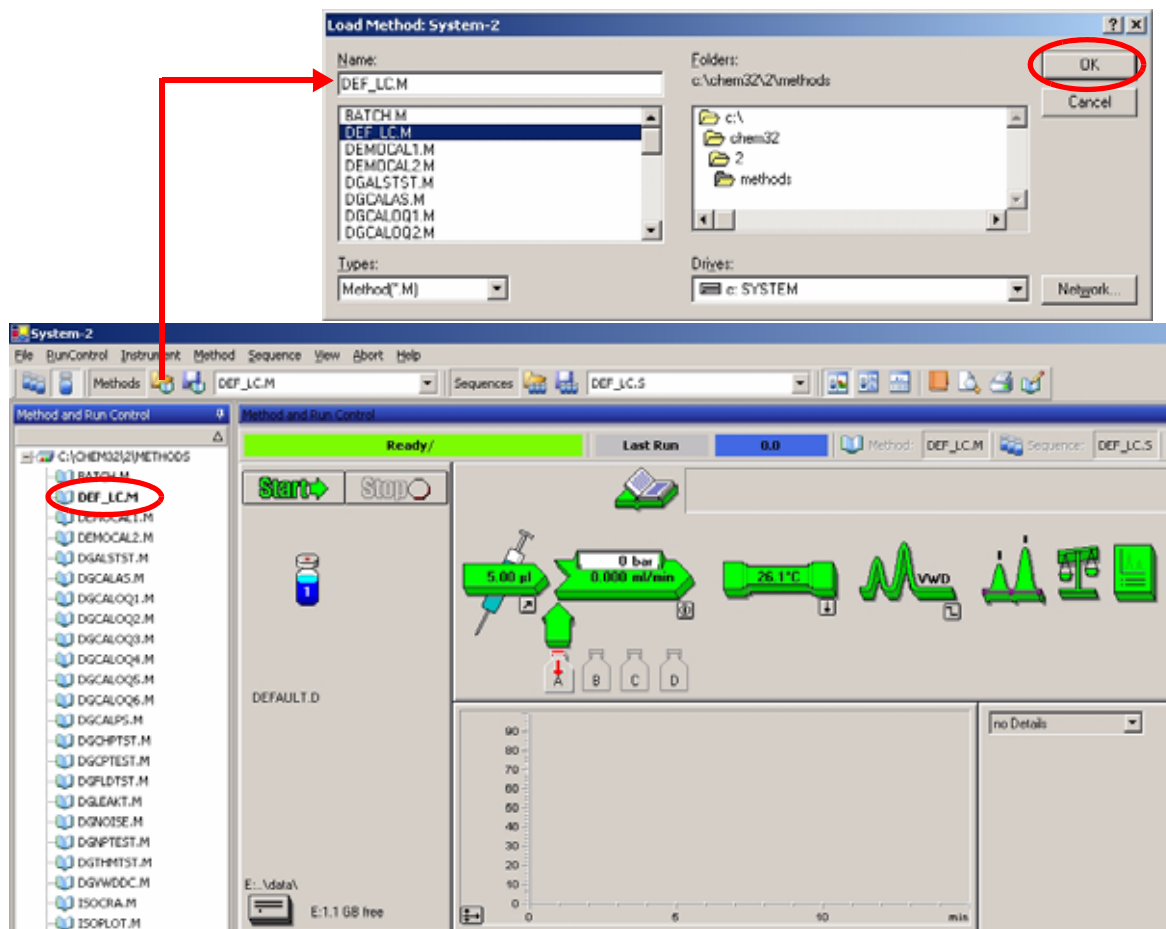 Load Method: System-2
Name:
DEF_LC.M
BATCH.M
DEF_LC.M
DEMOCAL1.M
DEMOCAL2.M
DGALSTST.M
DGCALAS.M
DGCALOQ1.M
DGCALOQ2.M
Types:
Method(*.M)
Folders:
c:\chem32\2\methods
c:\
chem32
2
methods
Drives:
c: SYSTEM
OK
Cancel
Network...
System-2
File RunControl Instrument Method Sequence View Abort Help
Methods DEF_LC.M Sequences DEF_LC.S
Method and Run Control
C:\CHEM32\2\METHODS
BATCH.M
DEF_LC.M
DEMOCAL1.M
DEMOCAL2.M
DGALSTST.M
DGCALAS.M
DGCALOQ1.M
DGCALOQ2.M
DGCALOQ3.M
DGCALOQ4.M
DGCALOQ5.M
DGCALOQ6.M
DGCALPS.M
DGCHPTST.M
DGCPTEST.M
DGFLDTST.M
DGLEAKT.M
DGNOISE.M
DGNPTEST.M
DGTHMTST.M
DGVWDDC.M
ISOCRA.M
ISOPLOT.M
Method and Run Control
Ready/ Last Run 0.0 Method: DEF_LC.M Sequence: DEF_LC.S
Start Stop
1
DEFAULT.D
E:..\data\
E:1.1 GB free
5.00 µl
0 bar
0.000 ml/min
26.1°C
VWD
A B C D
90
80
70
60
50
40
30
20
10
0
0 5 10 min
no Details